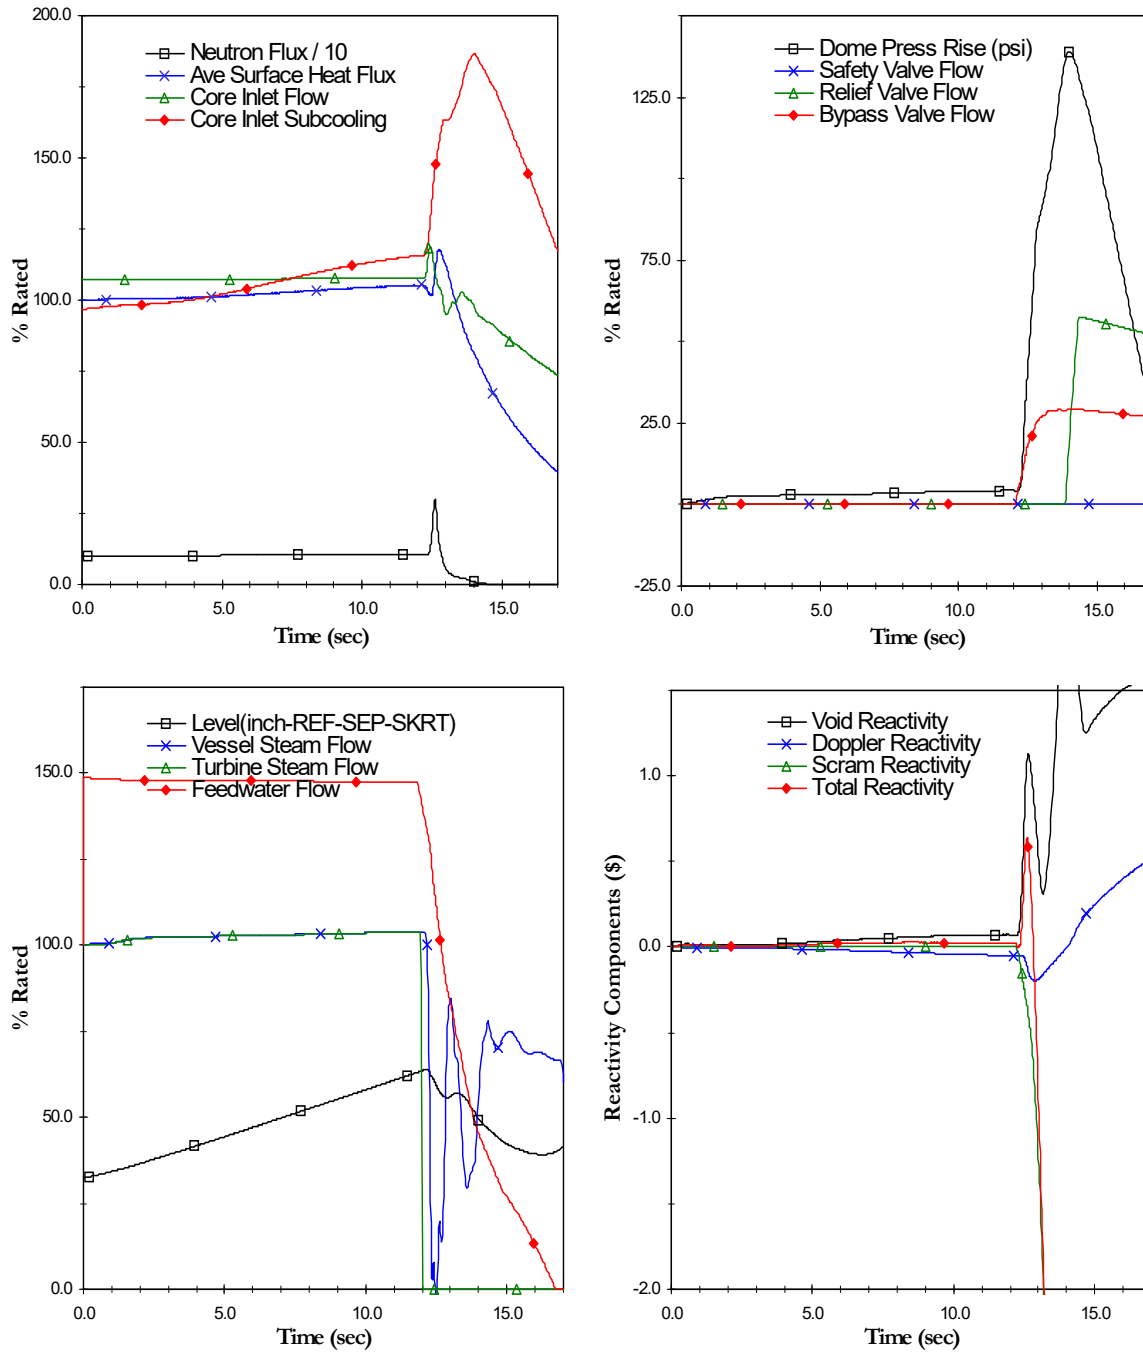 200.0
150.0
100.0
50.0
0.0
% Rated
Neutron Flux / 10
Ave Surface Heat Flux
Core Inlet Flow
Core Inlet Subcooling
0.0 5.0 10.0 15.0
Time (sec)
125.0
75.0
25.0
-25.0
% Rated
Dome Press Rise (psi)
Safety Valve Flow
Relief Valve Flow
Bypass Valve Flow
0.0 5.0 10.0 15.0
Time (sec)
150.0
100.0
50.0
0.0
% Rated
Level(inch-REF-SEP-SKRT)
Vessel Steam Flow
Turbine Steam Flow
Feedwater Flow
0.0 5.0 10.0 15.0
Time (sec)
1.0
0.0
-1.0
-2.0
Reactivity Components ($)
Void Reactivity
Doppler Reactivity
Scram Reactivity
Total Reactivity
0.0 5.0 10.0 15.0
Time (sec)